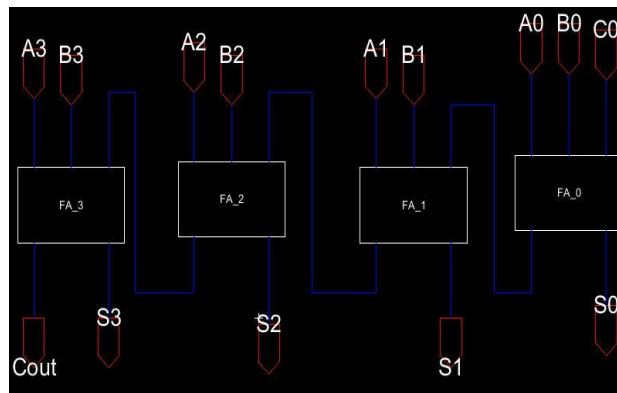 A3 B3 A2 B2 A1 B1 A0 B0 C0
FA_3 FA_2 FA_1 FA_0
S3 S2 S0
Cout S1